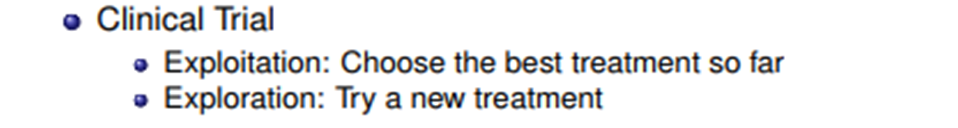 Clinical Trial
Exploitation: Choose the best treatment so far
Exploration: Try a new treatment